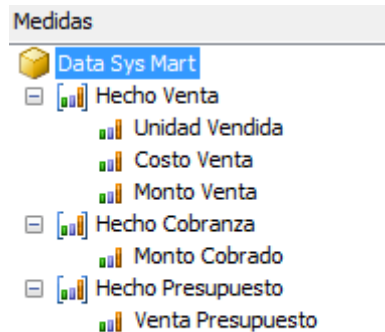 Medidas
Data Sys Mart
Hecho Venta
Unidad Vendida
Costo Venta
Monto Venta
Hecho Cobranza
Monto Cobrado
Hecho Presupuesto
Venta Presupuesto